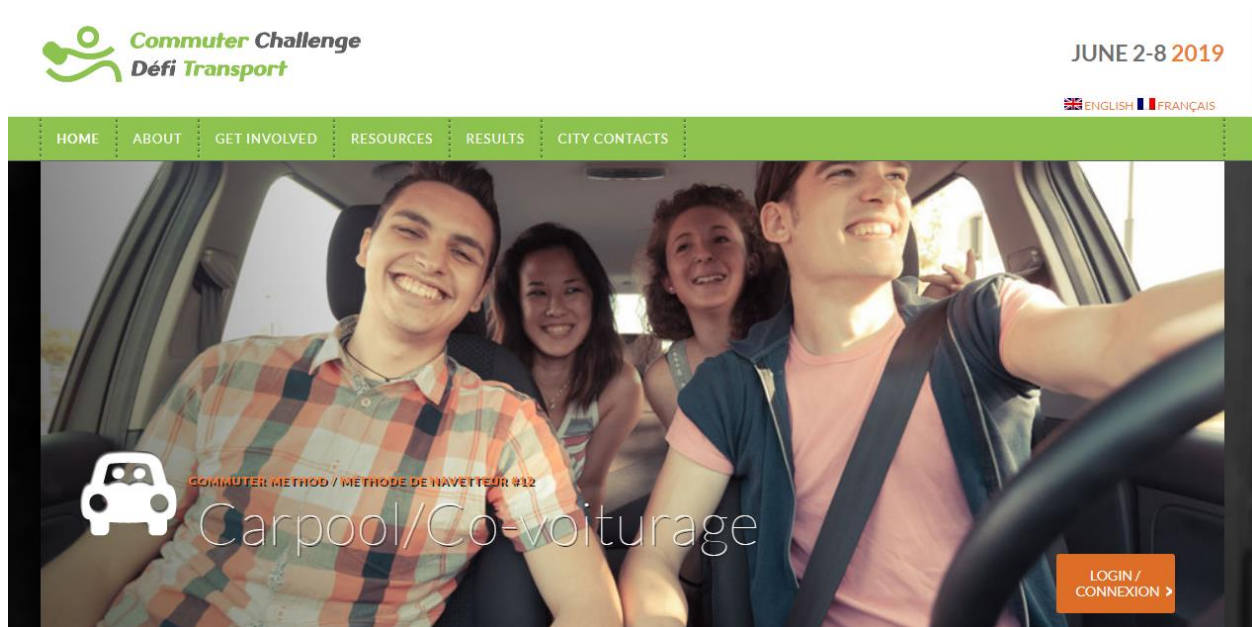 Commuter Challenge
Défi Transport
JUNE 2-8 2019
ENGLISH FRANÇAIS
HOME ABOUT GET INVOLVED RESOURCES RESULTS CITY CONTACTS
COMMUTER METHOD / MÉTHODE DE NAVETTEUR #12
Carpool/Co-voiturage
LOGIN /
CONNEXION >